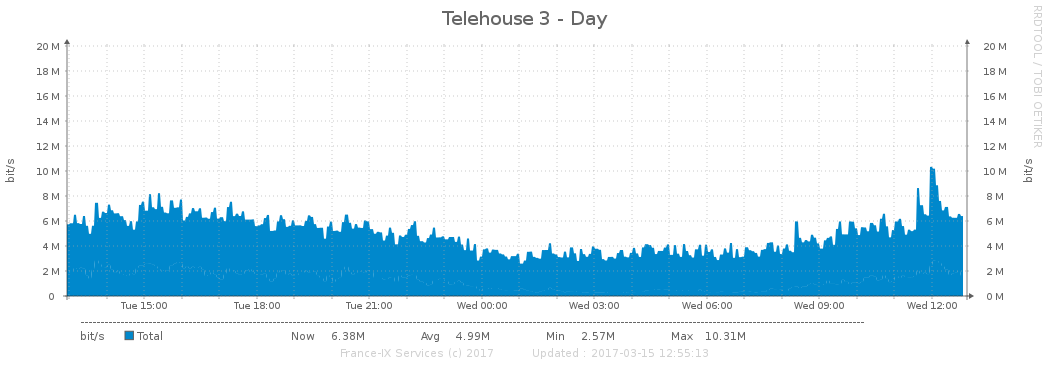 Telehouse 3 - Day
RRDTOOL / TOBI OETIKER
bit/s
bit/s
20 M 20 M
18 M 18 M
16 M 16 M
14 M 14 M
12 M 12 M
10 M 10 M
8 M 8 M
6 M 6 M
4 M 4 M
2 M 2 M
0 0 M
Tue 15:00 Tue 18:00 Tue 21:00 Wed 00:00 Wed 03:00 Wed 06:00 Wed 09:00 Wed 12:00
bit/s Total Now 6.38M Avg 4.99M Min 2.57M Max 10.31M
France-IX Services (c) 2017 Updated : 2017-03-15 12:55:13